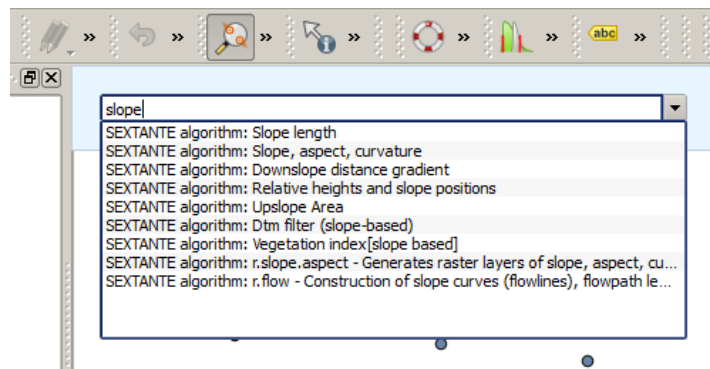 » » » » » abc »
slope
SEXTANTE algorithm: Slope length
SEXTANTE algorithm: Slope, aspect, curvature
SEXTANTE algorithm: Downslope distance gradient
SEXTANTE algorithm: Relative heights and slope positions
SEXTANTE algorithm: Upslope Area
SEXTANTE algorithm: Dtm filter (slope-based)
SEXTANTE algorithm: Vegetation index[slope based]
SEXTANTE algorithm: r.slope.aspect - Generates raster layers of slope, aspect, cu...
SEXTANTE algorithm: r.flow - Construction of slope curves (flowlines), flowpath le...